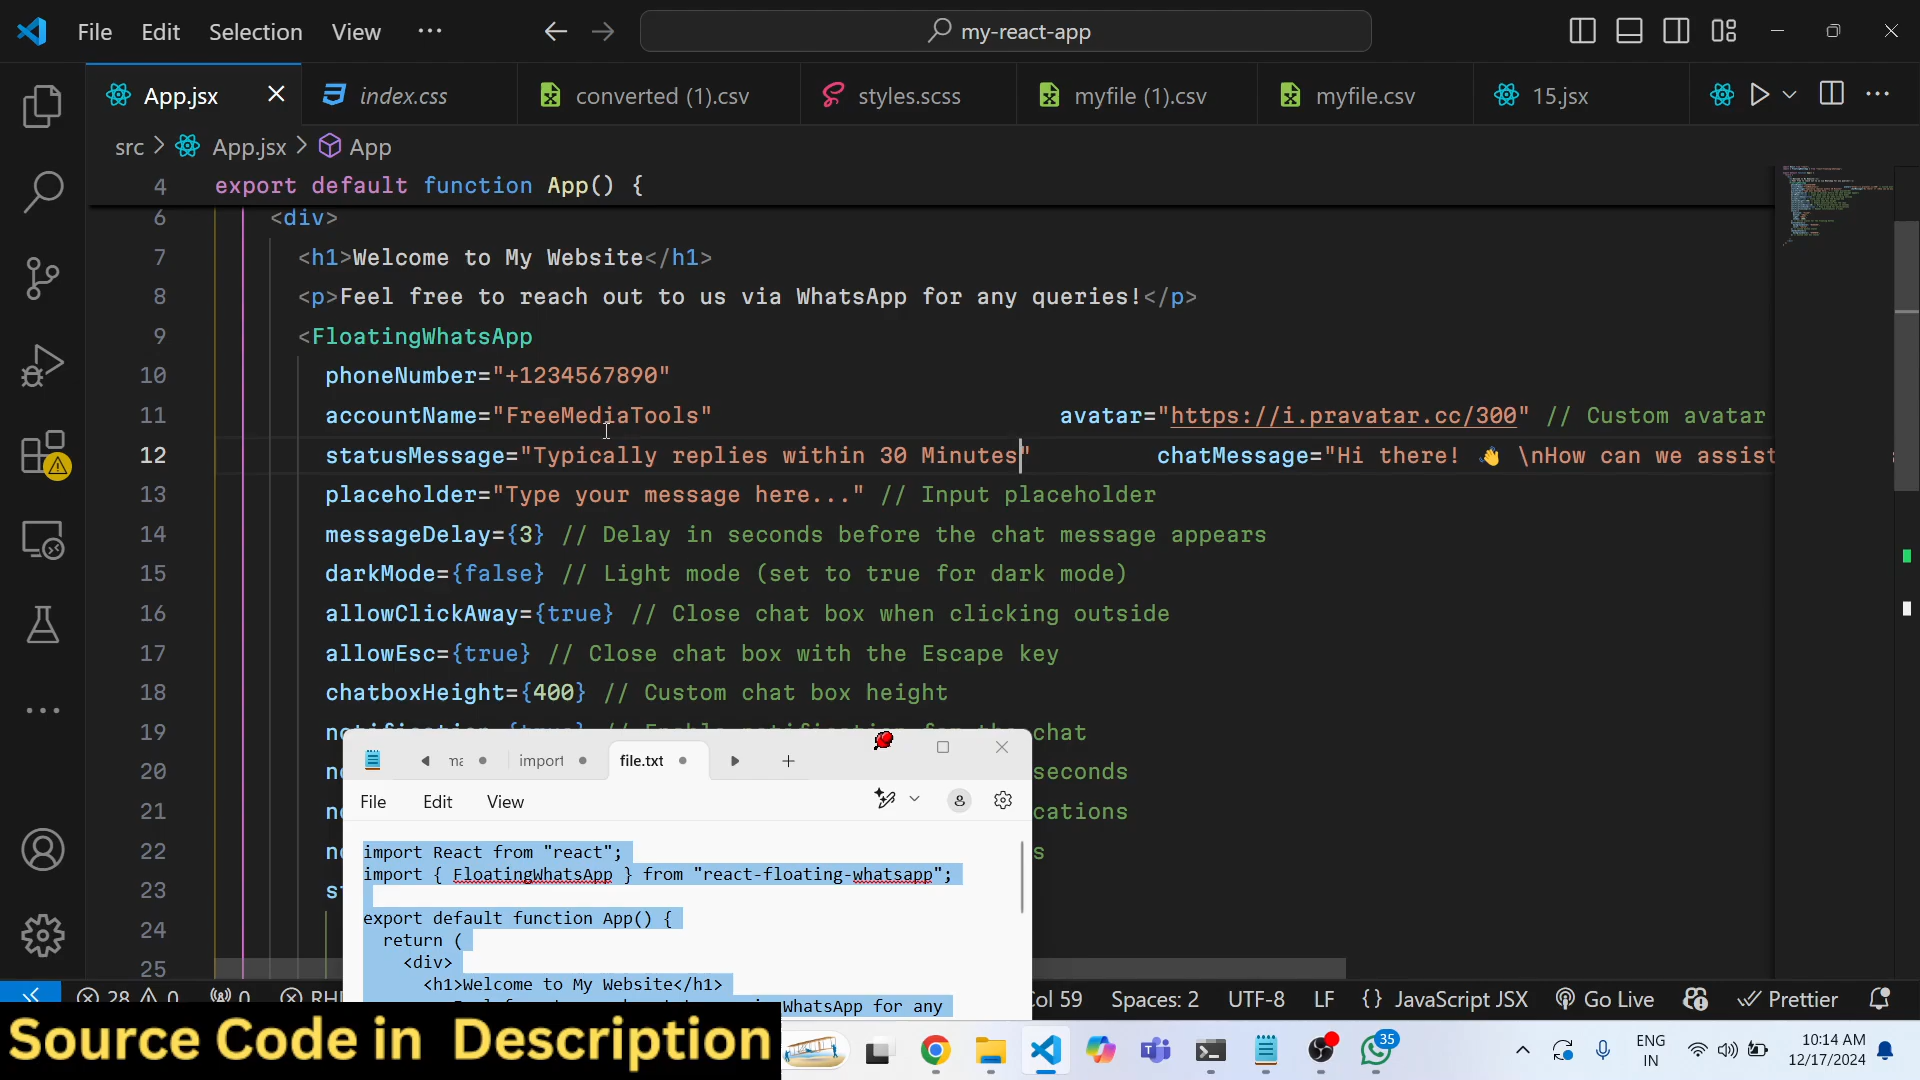 File Edit Selection View ···
my-react-app
App.jsx index.css converted (1).csv styles.scss myfile (1).csv myfile.csv 15.jsx
src > App.jsx > App
4 export default function App() {
6 <div>
7 <h1>Welcome to My Website</h1>
8 <p>Feel free to reach out to us via WhatsApp for any queries!</p>
9 <FloatingWhatsApp
10 phoneNumber="+1234567890"
11 accountName="FreeMediaTools" avatar="https://i.pravatar.cc/300" // Custom avatar
12 statusMessage="Typically replies within 30 Minutes" chatMessage="Hi there! 👋 \nHow can we assist
13 placeholder="Type your message here..." // Input placeholder
14 messageDelay={3} // Delay in seconds before the chat message appears
15 darkMode={false} // Light mode (set to true for dark mode)
16 allowClickAway={true} // Close chat box when clicking outside
17 allowEsc={true} // Close chat box with the Escape key
18 chatboxHeight={400} // Custom chat box height
19 chat
20 seconds
21
22
23
24
25
import file.txt
File Edit View
import React from "react";
import { FloatingWhatsApp } from "react-floating-whatsapp";
export default function App() {
return (
<div>
<h1>Welcome to My Website</h1>
WhatsApp for any
28 0 0 Col 59 Spaces: 2 UTF-8 LF {} JavaScript JSX Go Live Prettier
Source Code in Description
35
ENG
IN
10:14 AM
12/17/2024